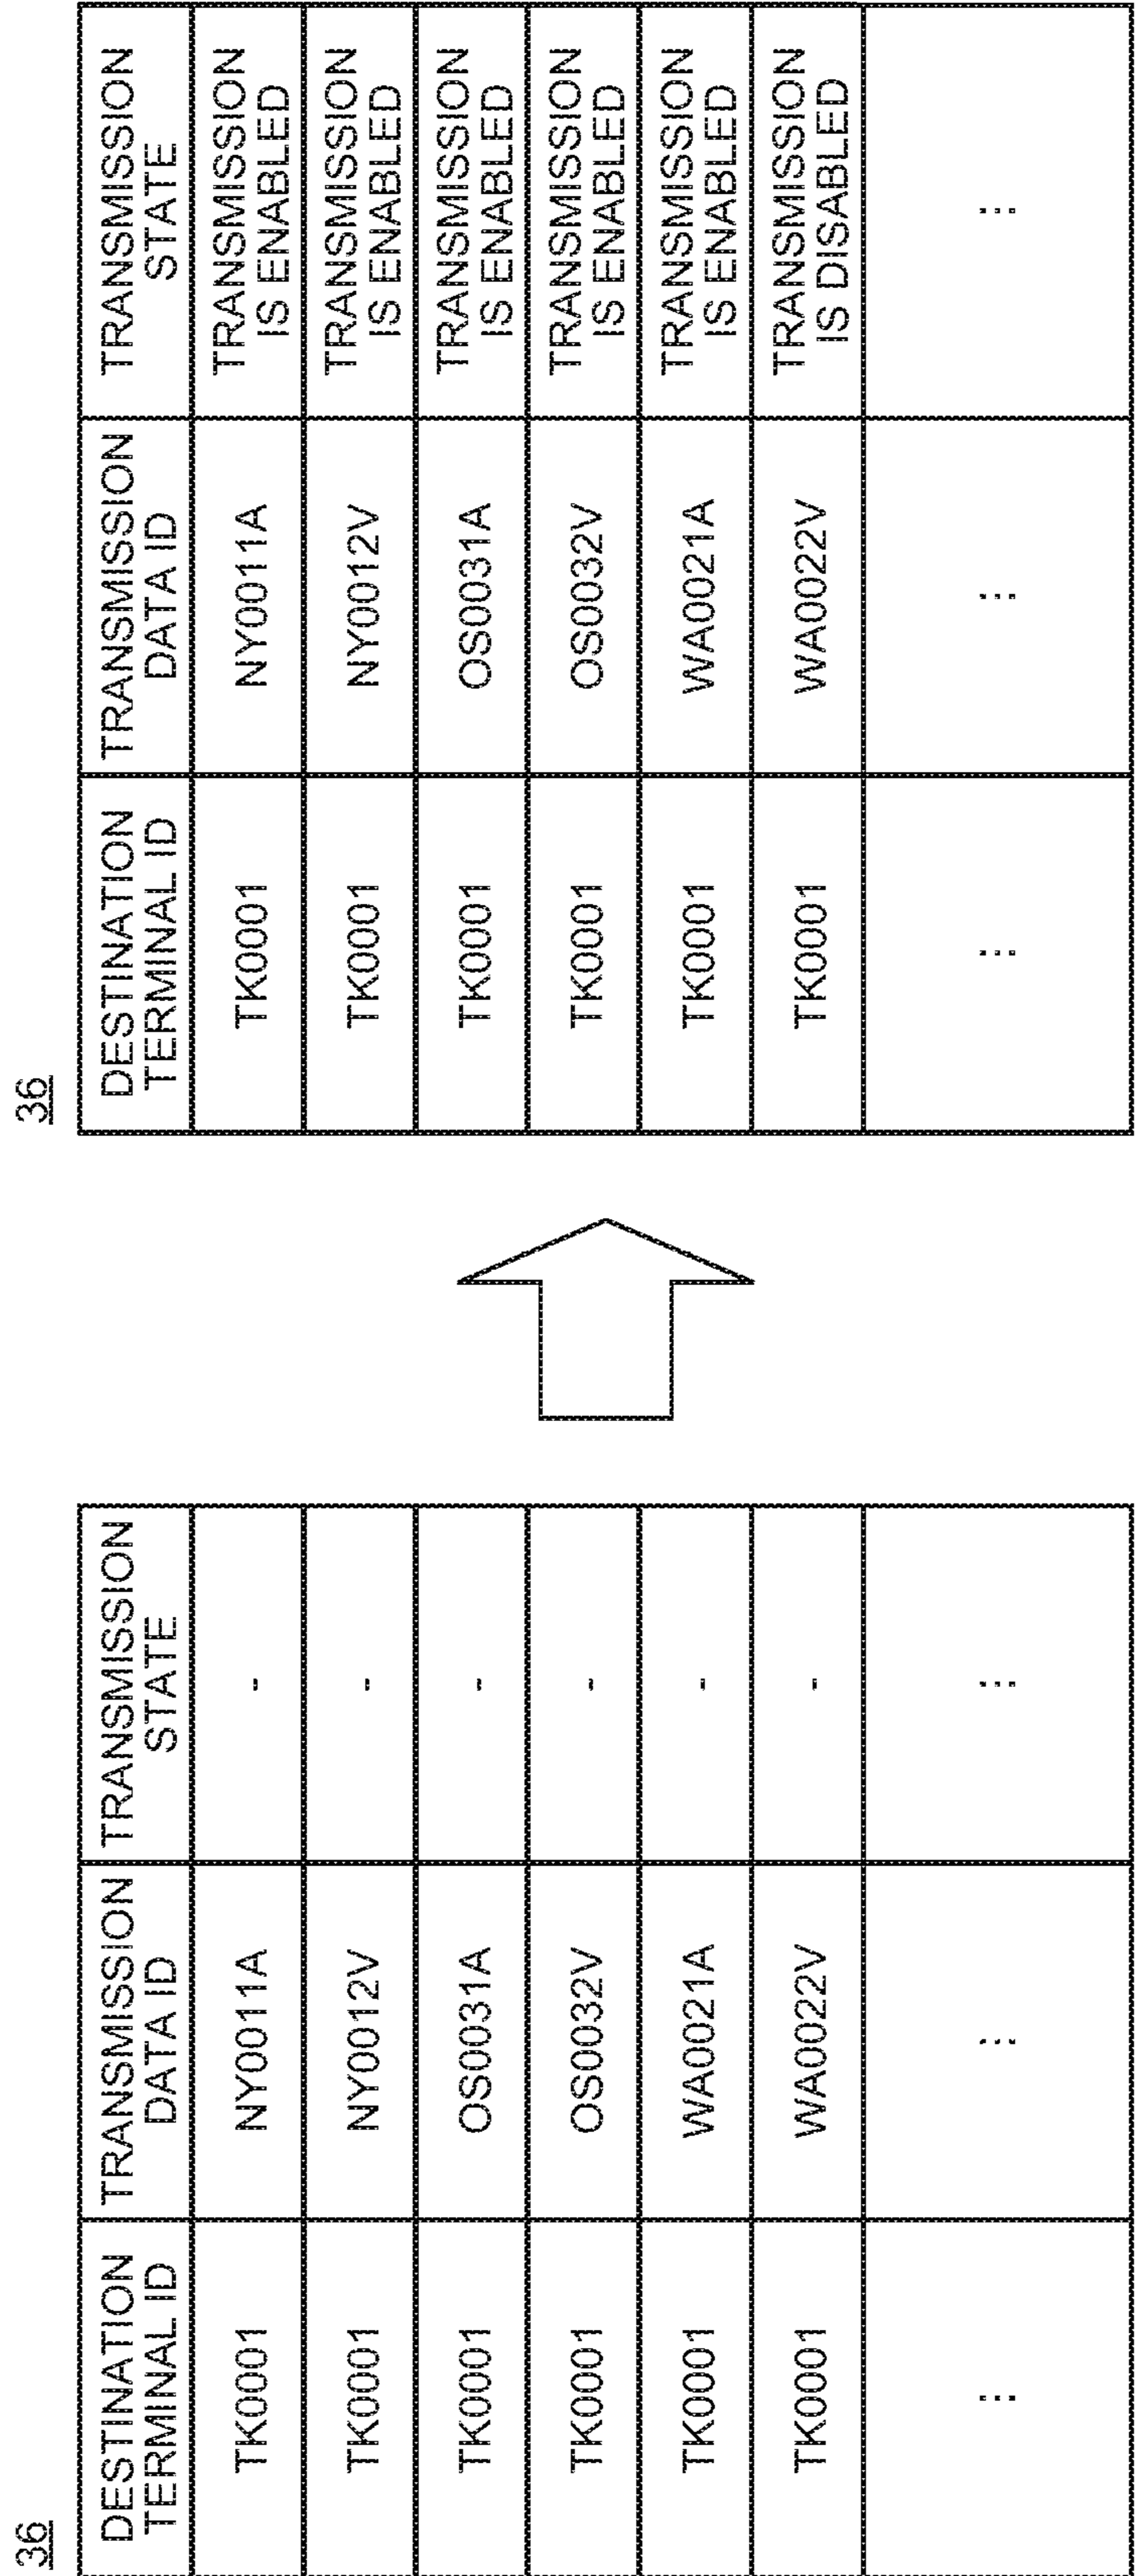 36
DESTINATION TERMINAL ID TRANSMISSION DATA ID TRANSMISSION STATE
TK0001 NY0011A -
TK0001 NY0012V -
TK0001 OS0031A -
TK0001 OS0032V -
TK0001 WA0021A -
TK0001 WA0022V -
... ... ...
36
DESTINATION TERMINAL ID TRANSMISSION DATA ID TRANSMISSION STATE
TK0001 NY0011A TRANSMISSION IS ENABLED
TK0001 NY0012V TRANSMISSION IS ENABLED
TK0001 OS0031A TRANSMISSION IS ENABLED
TK0001 OS0032V TRANSMISSION IS ENABLED
TK0001 WA0021A TRANSMISSION IS ENABLED
TK0001 WA0022V TRANSMISSION IS DISABLED
... ... ...